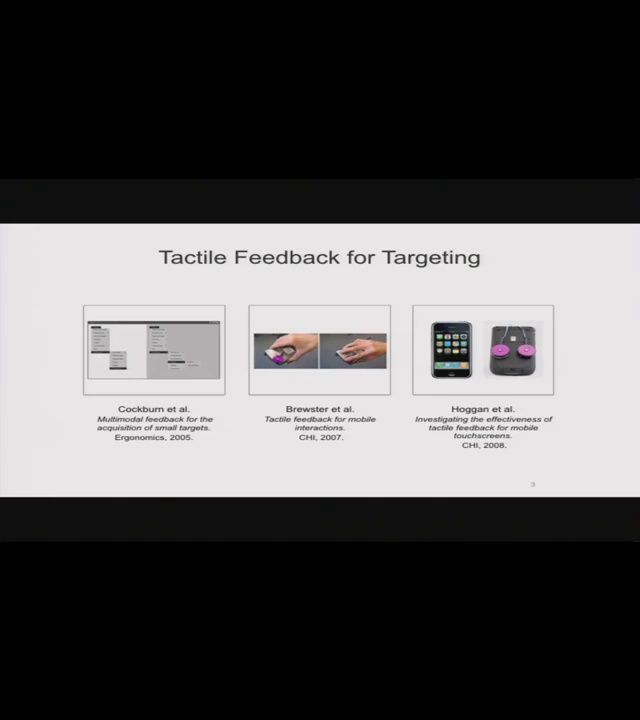 Tactile Feedback for Targeting
Cockburn et al.
Multimodal feedback for the
acquisition of small targets.
Ergonomics, 2005.
Brewster et al.
Tactile feedback for mobile
interactions.
CHI, 2007.
Hoggan et al.
Investigating the effectiveness of
tactile feedback for mobile
touchscreens.
CHI, 2008.
3